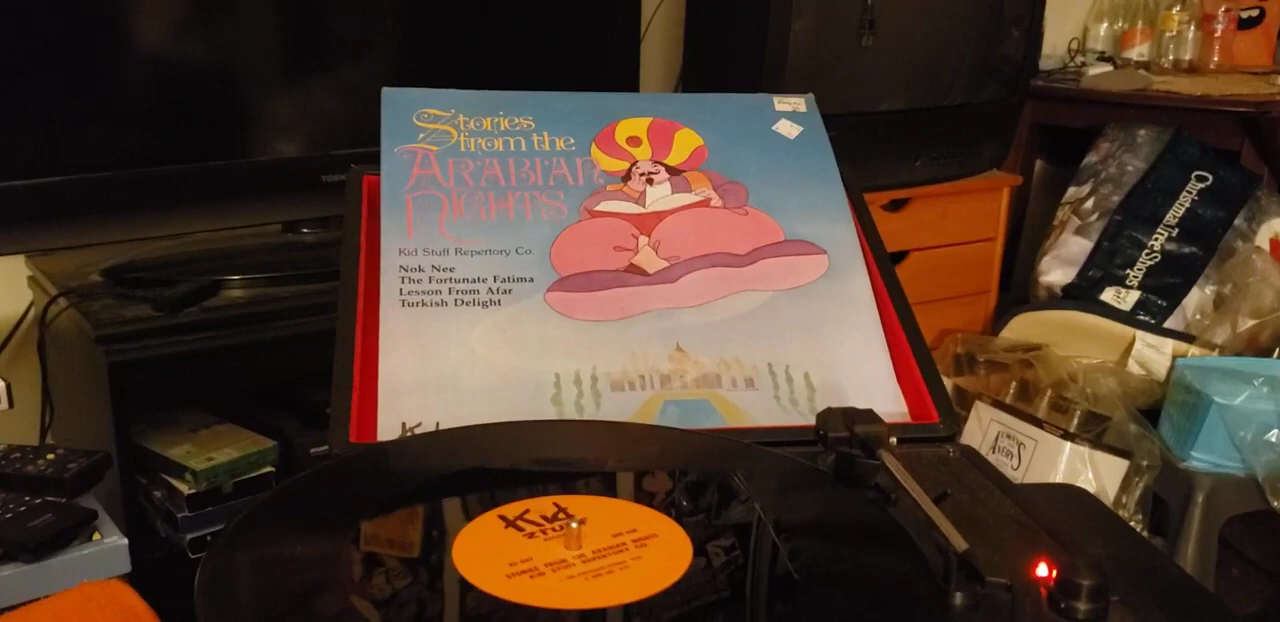 Stories
from the
ARABIAN
NIGHTS
Kid Stuff Repertory Co.
Nok Nee
The Fortunate Fatima
Lesson From Afar
Turkish Delight
Kid
STUFF
STORIES FROM THE ARABIAN NIGHTS
KID STUFF REPERTORY CO.
Christmas Tree Shops
AVERY'S